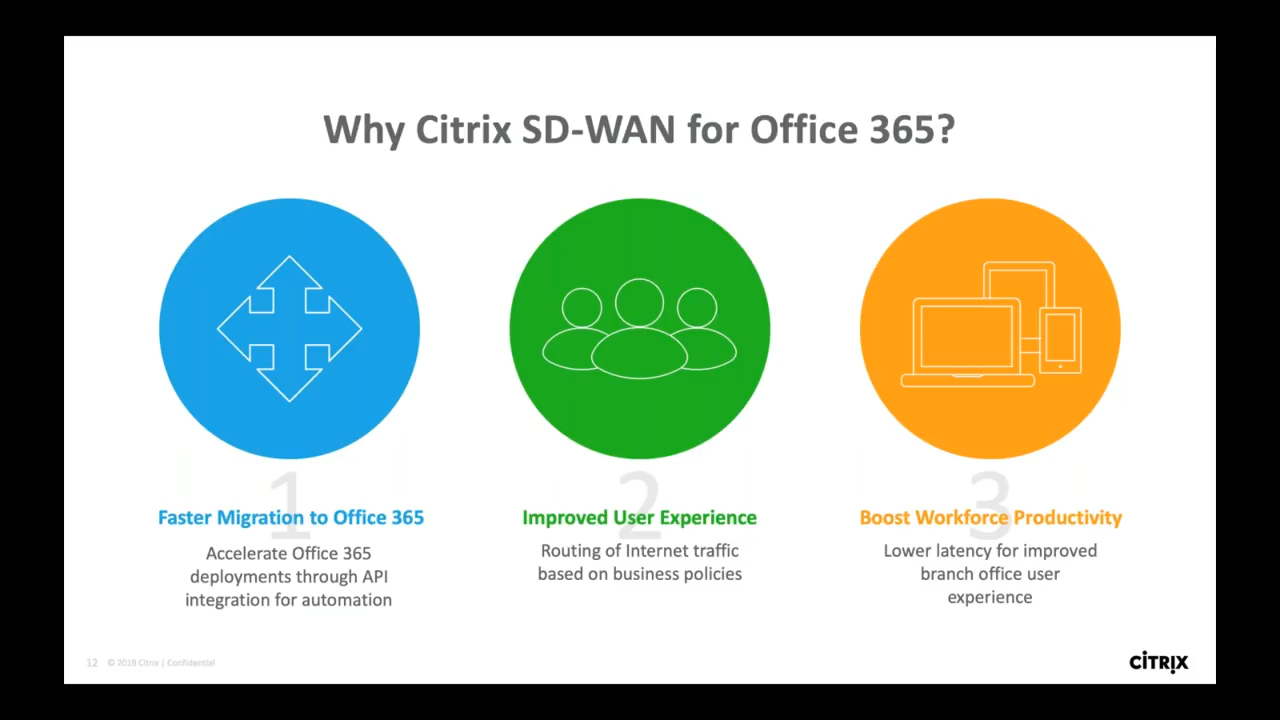 Why Citrix SD-WAN for Office 365?
1
Faster Migration to Office 365
Accelerate Office 365
deployments through API
integration for automation
2
Improved User Experience
Routing of Internet traffic
based on business policies
3
Boost Workforce Productivity
Lower latency for improved
branch office user
experience
12 © 2019 Citrix | Confidential
CİTRIX